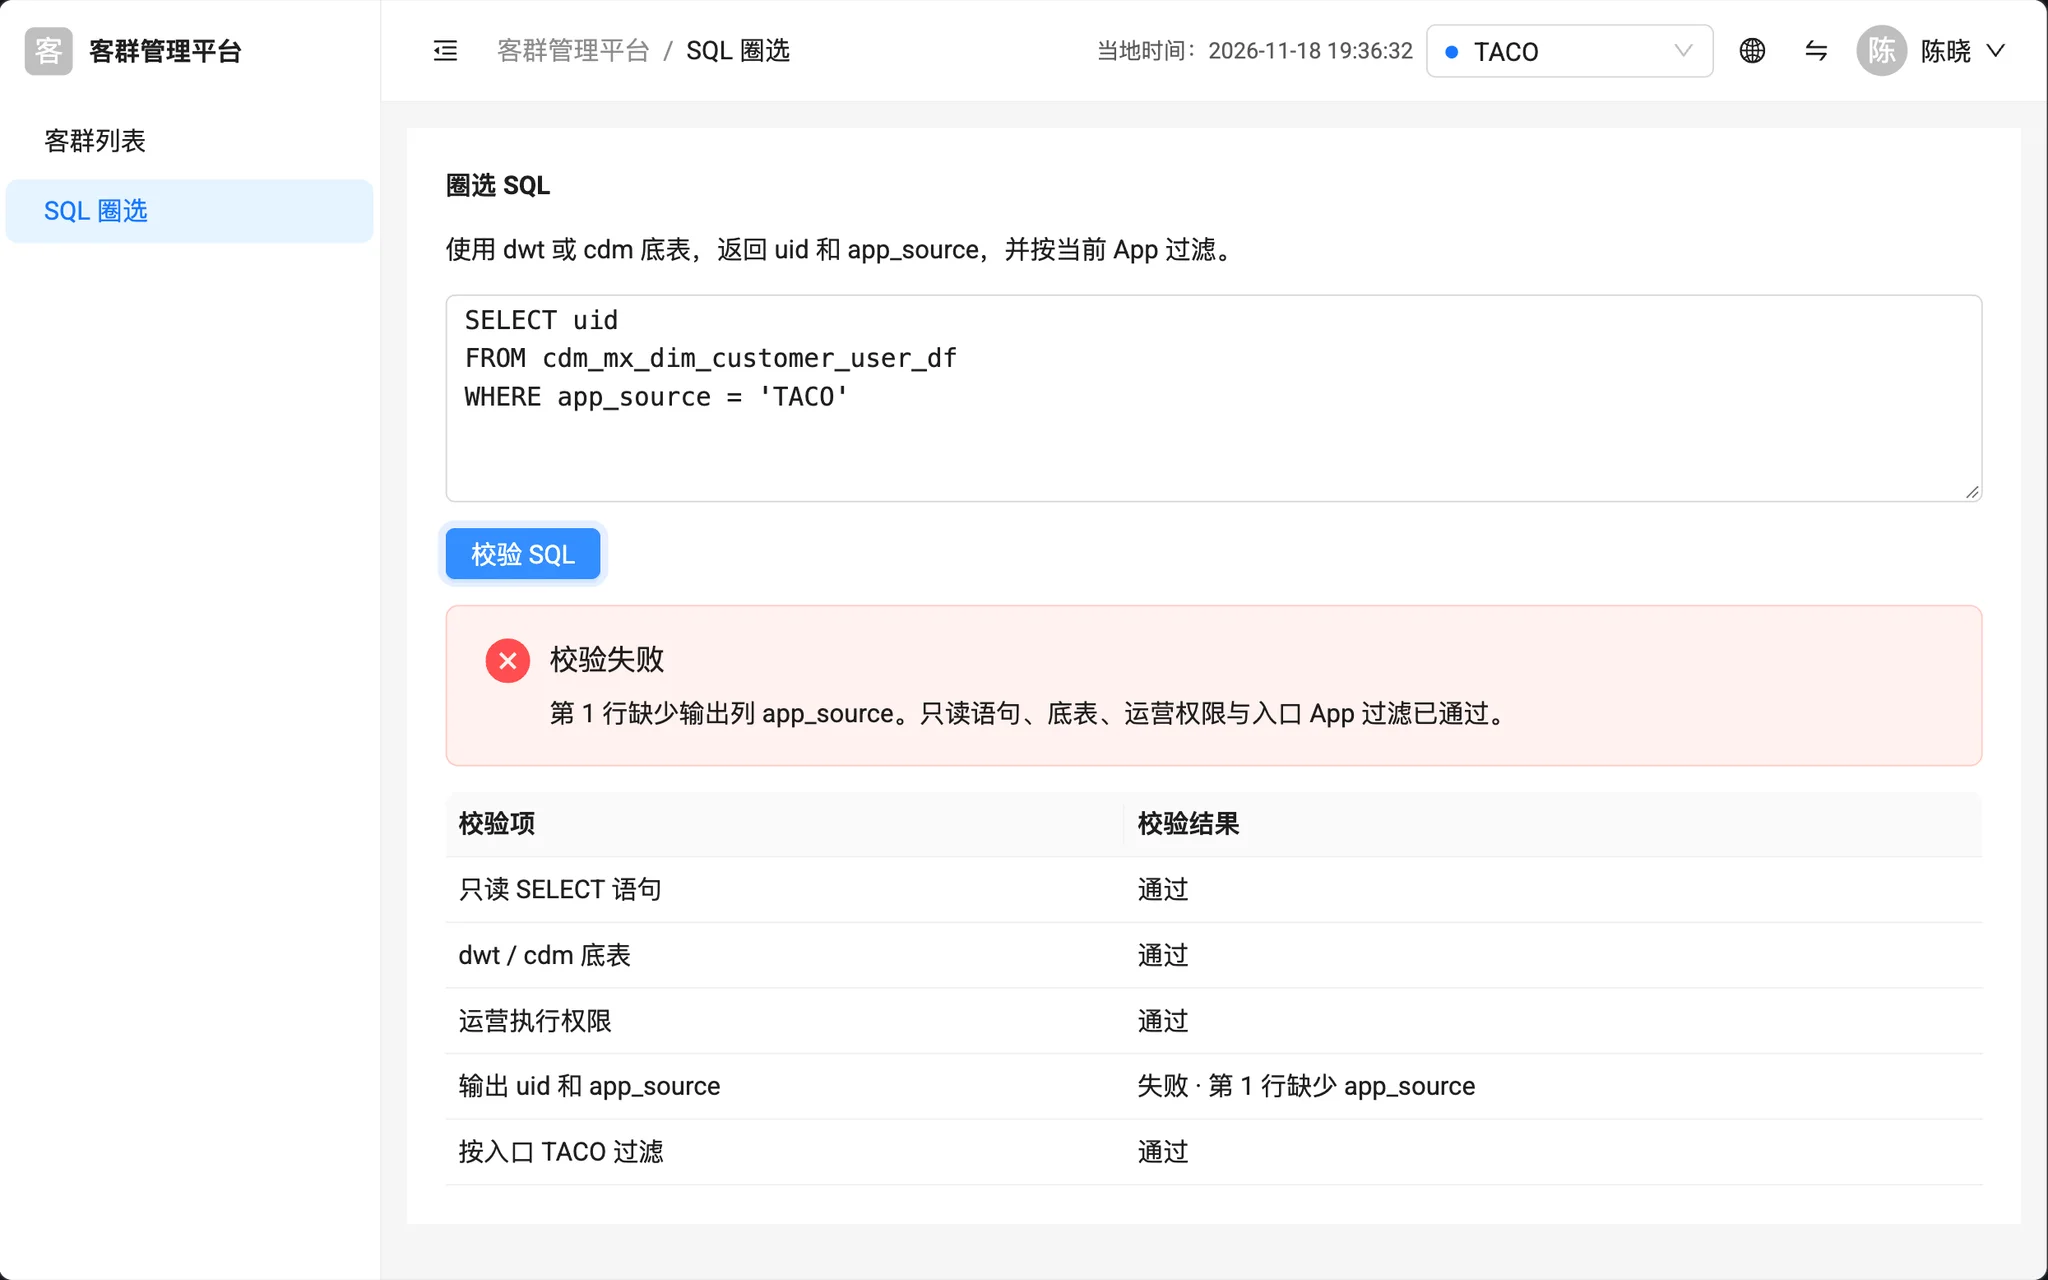 客 客群管理平台
客群管理平台 / SQL 圈选
当地时间：2026-11-18 19:36:32
TACO
陈 陈晓
客群列表
SQL 圈选
圈选 SQL
使用 dwt 或 cdm 底表，返回 uid 和 app_source，并按当前 App 过滤。
SELECT uid
FROM cdm_mx_dim_customer_user_df
WHERE app_source = 'TACO'
校验 SQL
校验失败
第 1 行缺少输出列 app_source。只读语句、底表、运营权限与入口 App 过滤已通过。
校验项 校验结果
只读 SELECT 语句 通过
dwt / cdm 底表 通过
运营执行权限 通过
输出 uid 和 app_source 失败 · 第 1 行缺少 app_source
按入口 TACO 过滤 通过